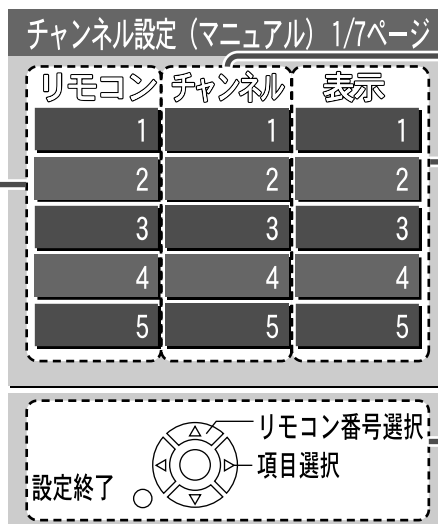 チャンネル設定（マニュアル）1/7ページ
リモコン チャンネル 表示
1 1 1
2 2 2
3 3 3
4 4 4
5 5 5
リモコン番号選択
項目選択
設定終了